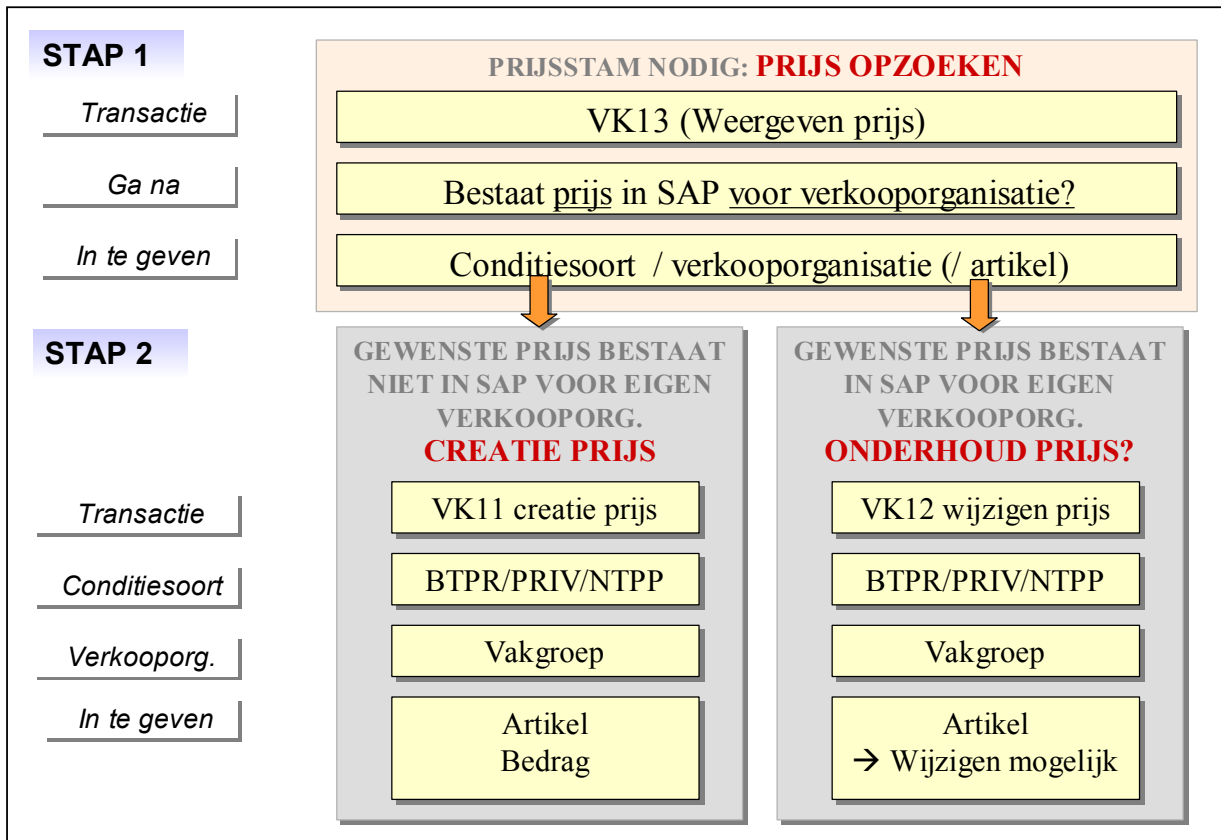 STAP 1
PRIJSSTAM NODIG: PRIJS OPZOEKEN
Transactie
VK13 (Weergeven prijs)
Ga na
Bestaat prijs in SAP voor verkooporganisatie?
In te geven
Conditiesoort / verkooporganisatie (/ artikel)
STAP 2
GEWENSTE PRIJS BESTAAT
NIET IN SAP VOOR EIGEN
VERKOOPORG.
CREATIE PRIJS
GEWENSTE PRIJS BESTAAT
IN SAP VOOR EIGEN
VERKOOPORG.
ONDERHOUD PRIJS?
Transactie
VK11 creatie prijs
VK12 wijzigen prijs
Conditiesoort
BTPR/PRIV/NTPP
BTPR/PRIV/NTPP
Verkooporg.
Vakgroep
Vakgroep
In te geven
Artikel
Bedrag
Artikel
→ Wijzigen mogelijk